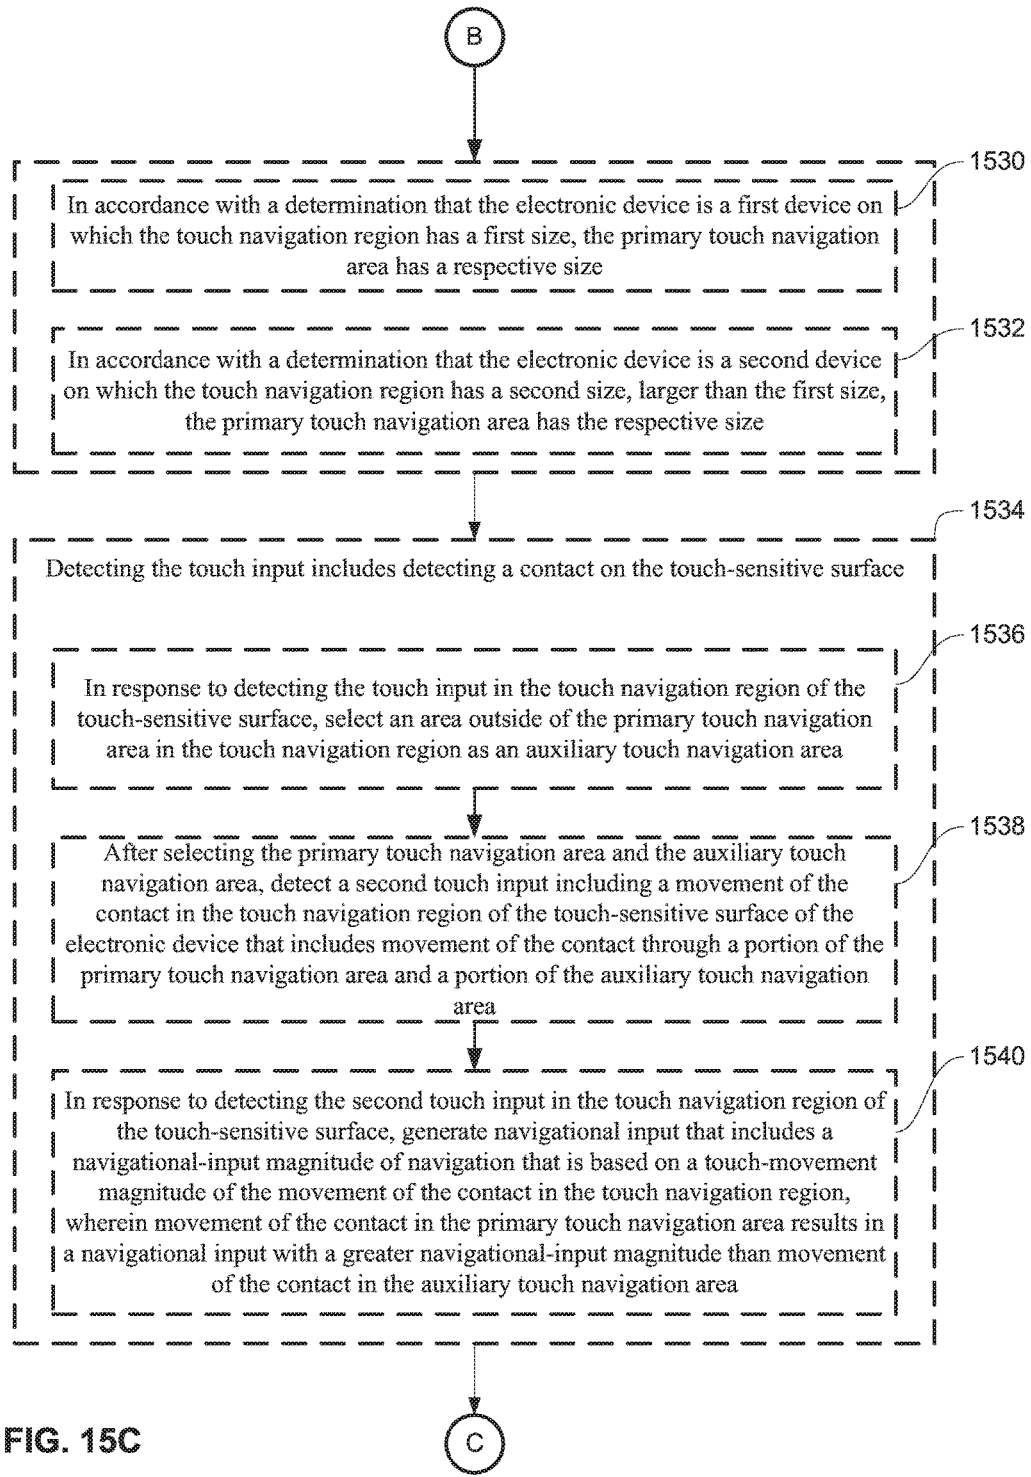 B
1530
In accordance with a determination that the electronic device is a first device on
which the touch navigation region has a first size, the primary touch navigation
area has a respective size
1532
In accordance with a determination that the electronic device is a second device
on which the touch navigation region has a second size, larger than the first size,
the primary touch navigation area has the respective size
1534
Detecting the touch input includes detecting a contact on the touch-sensitive surface
1536
In response to detecting the touch input in the touch navigation region of the
touch-sensitive surface, select an area outside of the primary touch navigation
area in the touch navigation region as an auxiliary touch navigation area
1538
After selecting the primary touch navigation area and the auxiliary touch
navigation area, detect a second touch input including a movement of the
contact in the touch navigation region of the touch-sensitive surface of the
electronic device that includes movement of the contact through a portion of the
primary touch navigation area and a portion of the auxiliary touch navigation
area
1540
In response to detecting the second touch input in the touch navigation region of
the touch-sensitive surface, generate navigational input that includes a
navigational-input magnitude of navigation that is based on a touch-movement
magnitude of the movement of the contact in the touch navigation region,
wherein movement of the contact in the primary touch navigation area results in
a navigational input with a greater navigational-input magnitude than movement
of the contact in the auxiliary touch navigation area
FIG. 15C
C